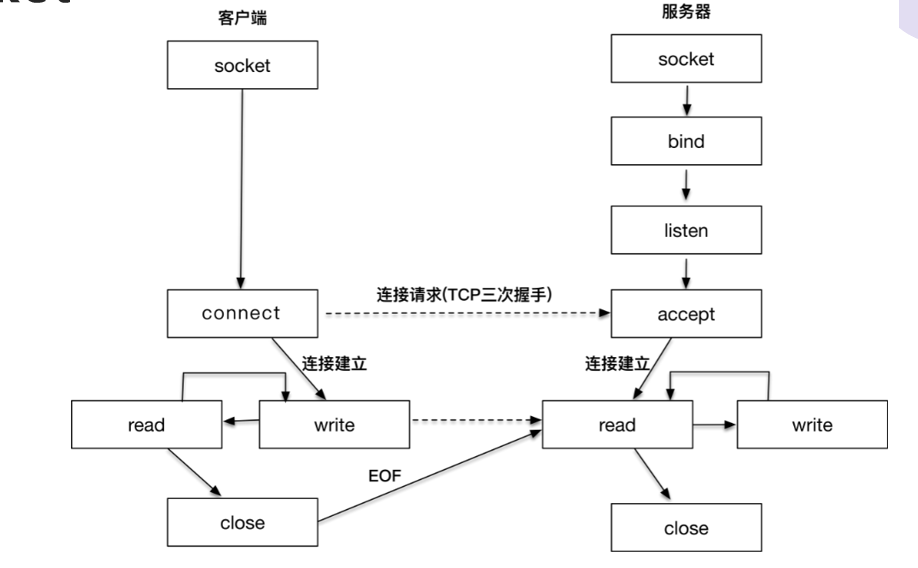 客户端
服务器
socket
socket
bind
listen
连接请求(TCP三次握手)
connect
accept
连接建立
连接建立
read
write
read
write
EOF
close
close